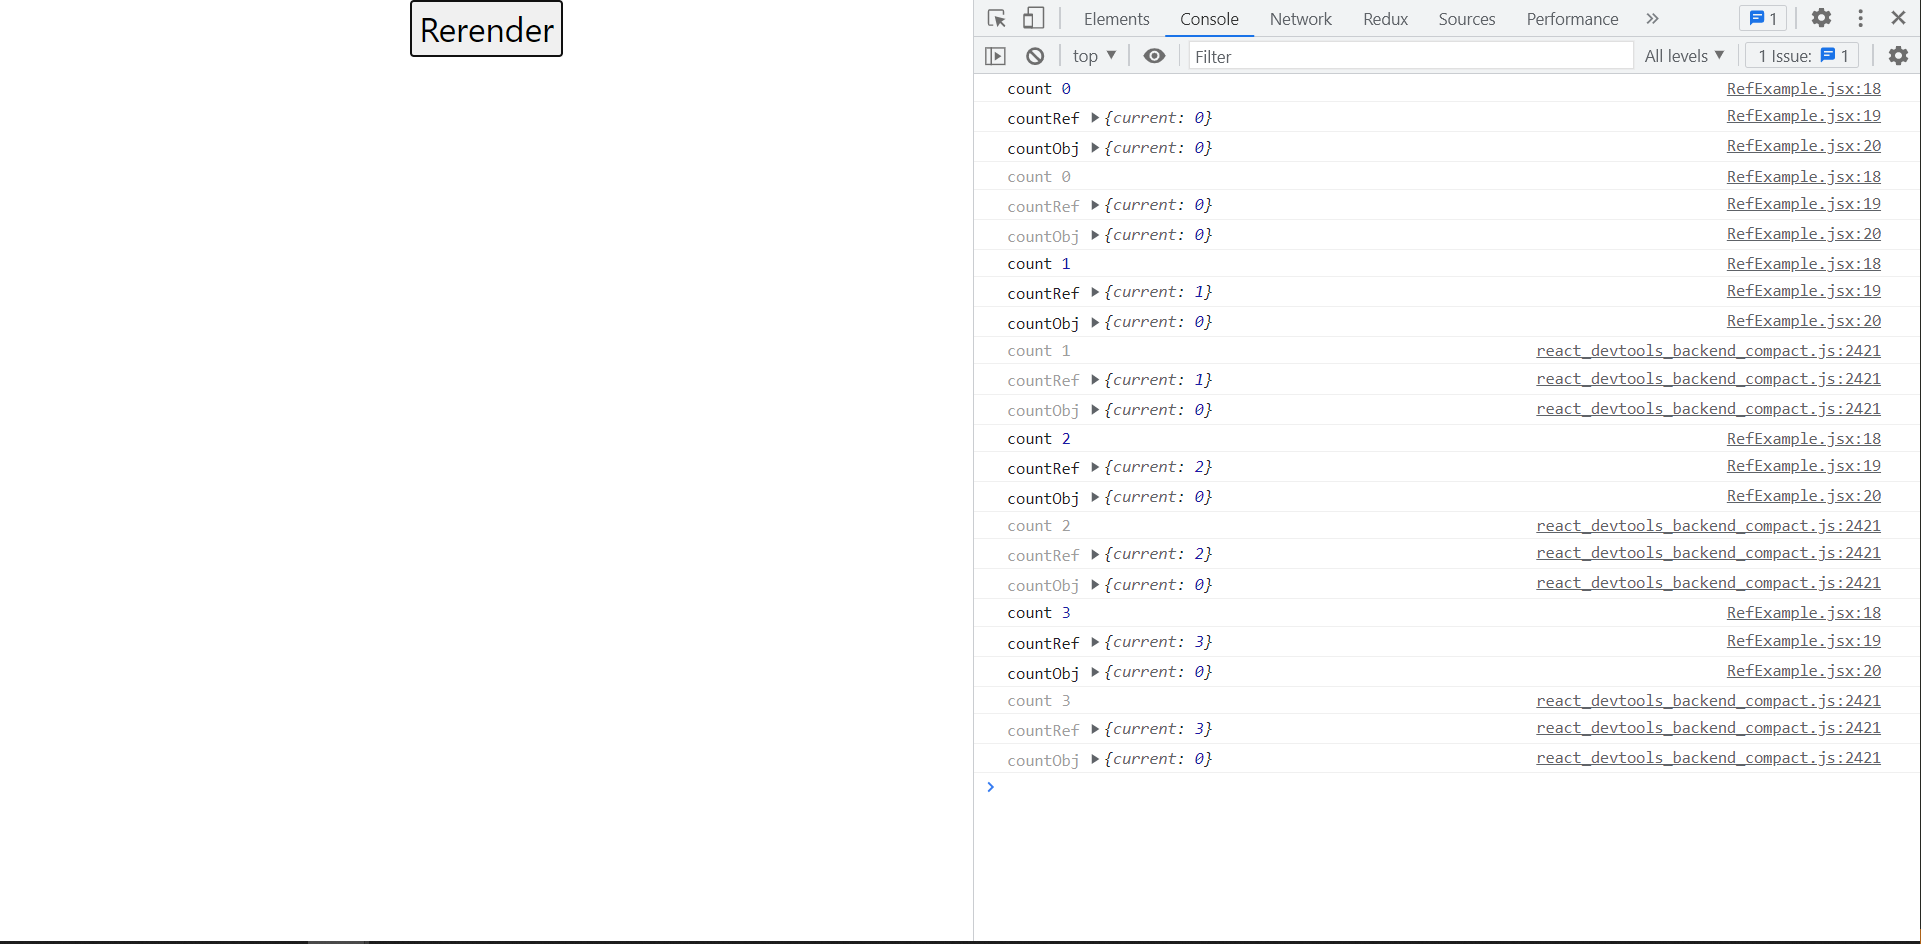 Rerender
Elements Console Network Redux Sources Performance » 1
top ▼ Filter All levels ▼ 1 Issue: 1
count 0 RefExample.jsx:18
countRef ▶ {current: 0} RefExample.jsx:19
countObj ▶ {current: 0} RefExample.jsx:20
count 0 RefExample.jsx:18
countRef ▶ {current: 0} RefExample.jsx:19
countObj ▶ {current: 0} RefExample.jsx:20
count 1 RefExample.jsx:18
countRef ▶ {current: 1} RefExample.jsx:19
countObj ▶ {current: 0} RefExample.jsx:20
count 1 react_devtools_backend_compact.js:2421
countRef ▶ {current: 1} react_devtools_backend_compact.js:2421
countObj ▶ {current: 0} react_devtools_backend_compact.js:2421
count 2 RefExample.jsx:18
countRef ▶ {current: 2} RefExample.jsx:19
countObj ▶ {current: 0} RefExample.jsx:20
count 2 react_devtools_backend_compact.js:2421
countRef ▶ {current: 2} react_devtools_backend_compact.js:2421
countObj ▶ {current: 0} react_devtools_backend_compact.js:2421
count 3 RefExample.jsx:18
countRef ▶ {current: 3} RefExample.jsx:19
countObj ▶ {current: 0} RefExample.jsx:20
count 3 react_devtools_backend_compact.js:2421
countRef ▶ {current: 3} react_devtools_backend_compact.js:2421
countObj ▶ {current: 0} react_devtools_backend_compact.js:2421